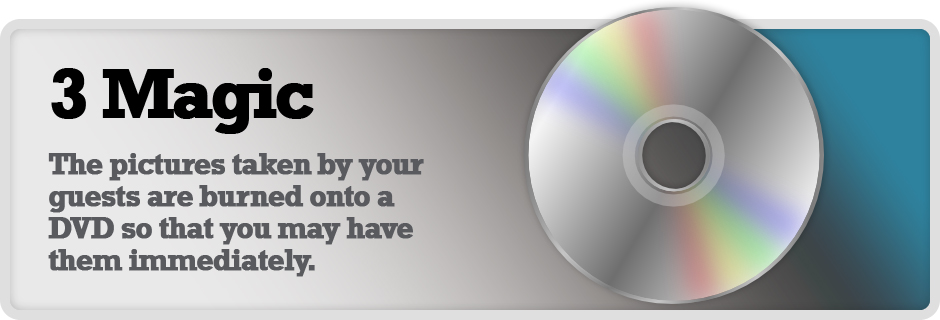 3 Magic
The pictures taken by your
guests are burned onto a
DVD so that you may have
them immediately.